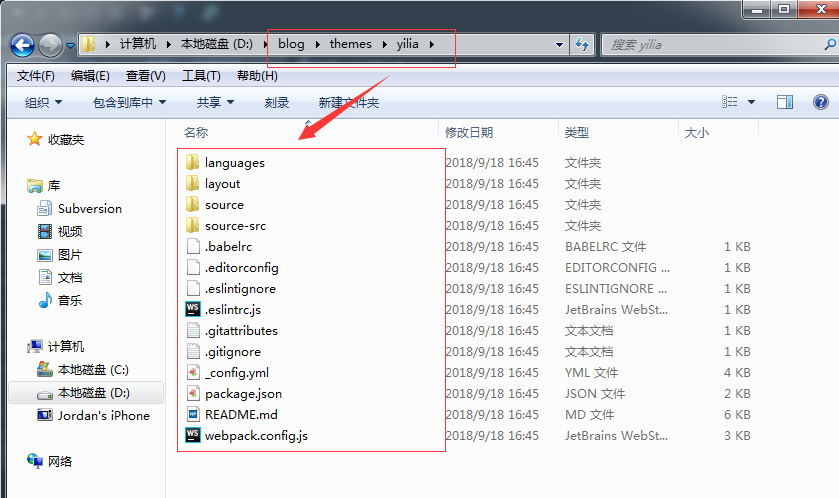 计算机 本地磁盘 (D:) blog themes yilia 搜索 yilia
文件(F) 编辑(E) 查看(V) 工具(T) 帮助(H)
组织 包含到库中 共享 刻录 新建文件夹
名称 修改日期 类型 大小
收藏夹
库
Subversion
视频
图片
文档
音乐
计算机
本地磁盘 (C:)
本地磁盘 (D:)
Jordan's iPhone
网络
languages 2018/9/18 16:45 文件夹
layout 2018/9/18 16:45 文件夹
source 2018/9/18 16:45 文件夹
source-src 2018/9/18 16:45 文件夹
.babelrc 2018/9/18 16:45 BABELRC 文件 1 KB
.editorconfig 2018/9/18 16:45 EDITORCONFIG ... 1 KB
.eslintignore 2018/9/18 16:45 ESLINTIGNORE ... 1 KB
.eslintrc.js 2018/9/18 16:45 JetBrains WebSt... 1 KB
.gitattributes 2018/9/18 16:45 文本文档 1 KB
.gitignore 2018/9/18 16:45 文本文档 1 KB
_config.yml 2018/9/18 16:45 YML 文件 4 KB
package.json 2018/9/18 16:45 JSON 文件 2 KB
README.md 2018/9/18 16:45 MD 文件 6 KB
webpack.config.js 2018/9/18 16:45 JetBrains WebSt... 3 KB